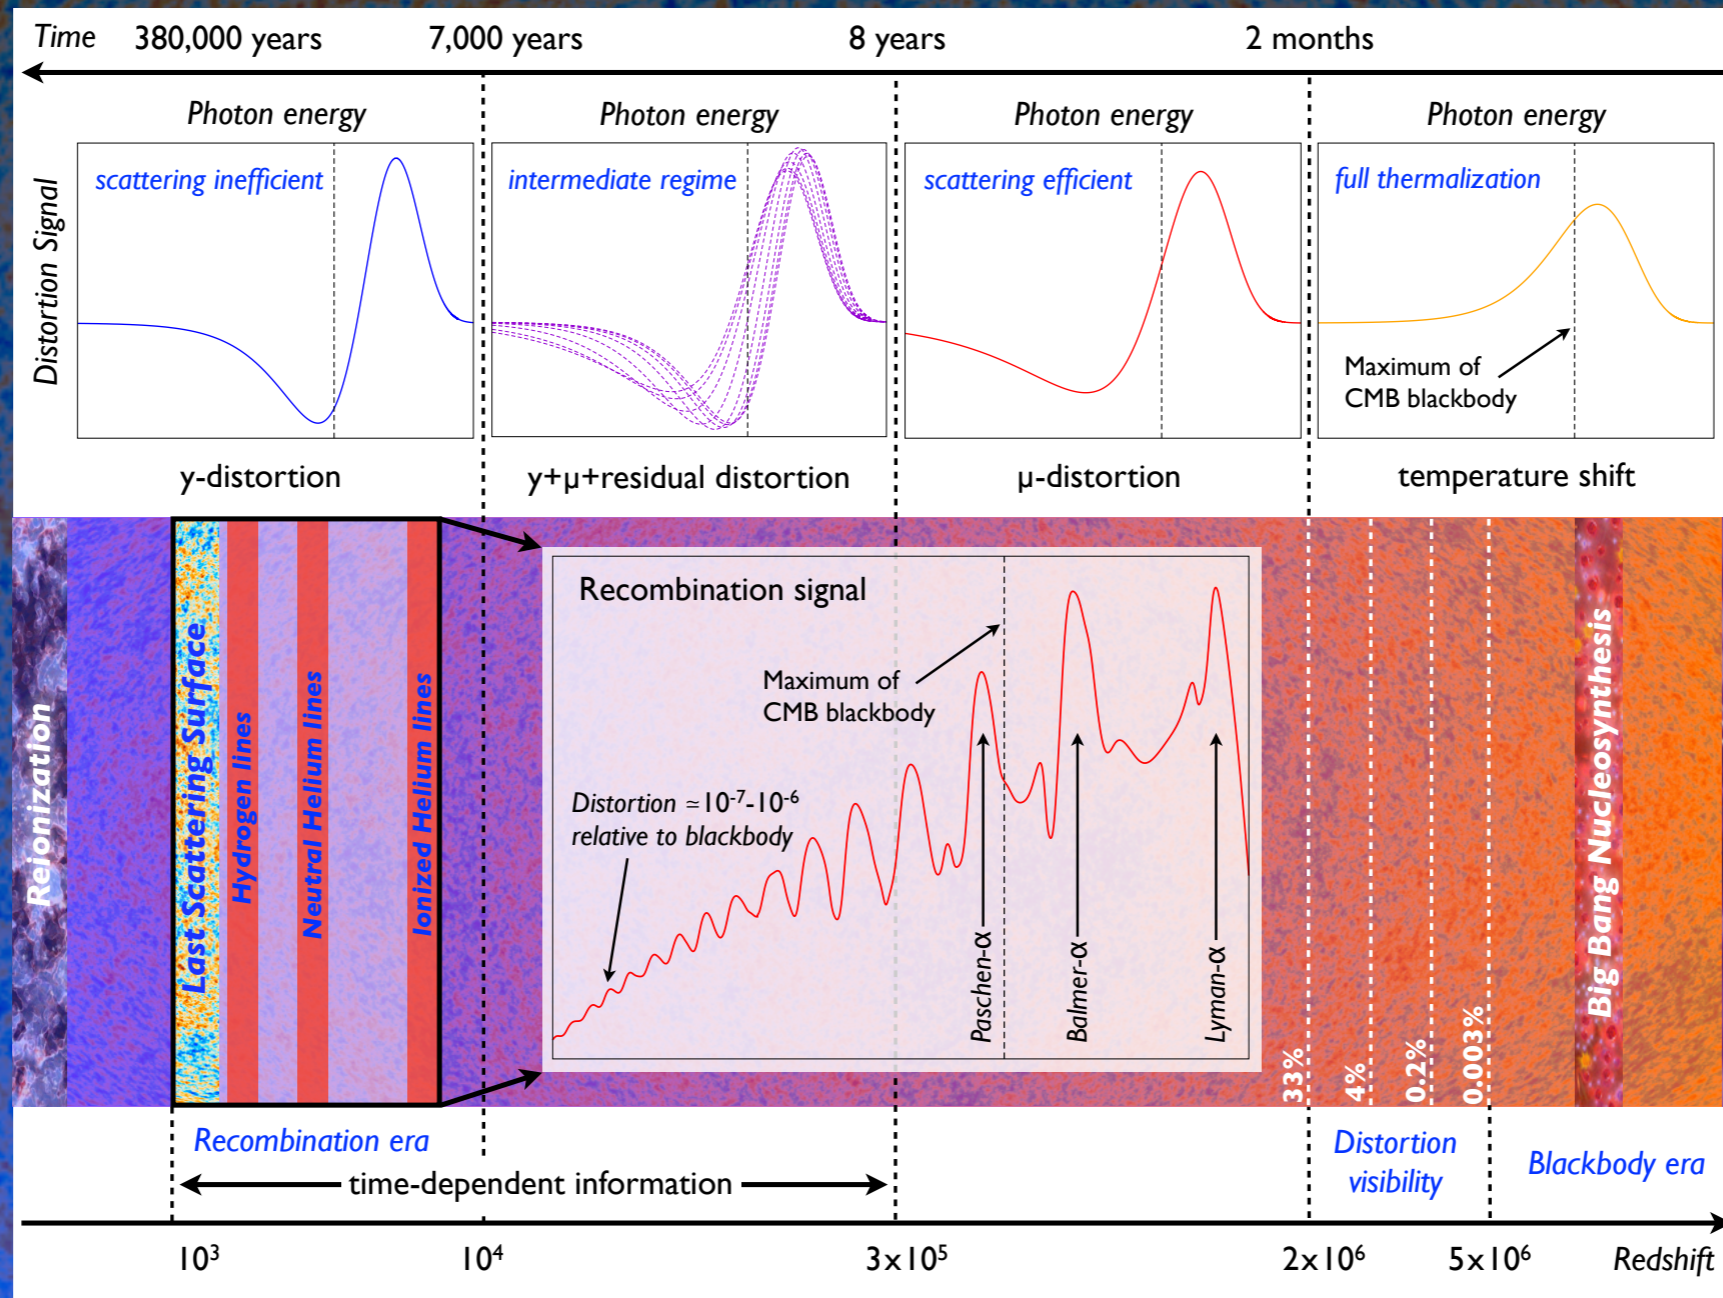 Time 380,000 years 7,000 years 8 years 2 months
Photon energy Photon energy Photon energy Photon energy
Distortion Signal
scattering inefficient intermediate regime scattering efficient full thermalization
Maximum of
CMB blackbody
y-distortion y+μ+residual distortion μ-distortion temperature shift
Reionization
Last Scattering Surface
Hydrogen lines
Neutral Helium lines
Ionized Helium lines
Recombination signal
Maximum of
CMB blackbody
Distortion ≃10⁻⁷-10⁻⁶
relative to blackbody
Paschen-α
Balmer-α
Lyman-α
33%
4%
0.2%
0.003%
Big Bang Nucleosynthesis
Recombination era
time-dependent information
Distortion
visibility
Blackbody era
10³ 10⁴ 3x10⁵ 2x10⁶ 5x10⁶ Redshift